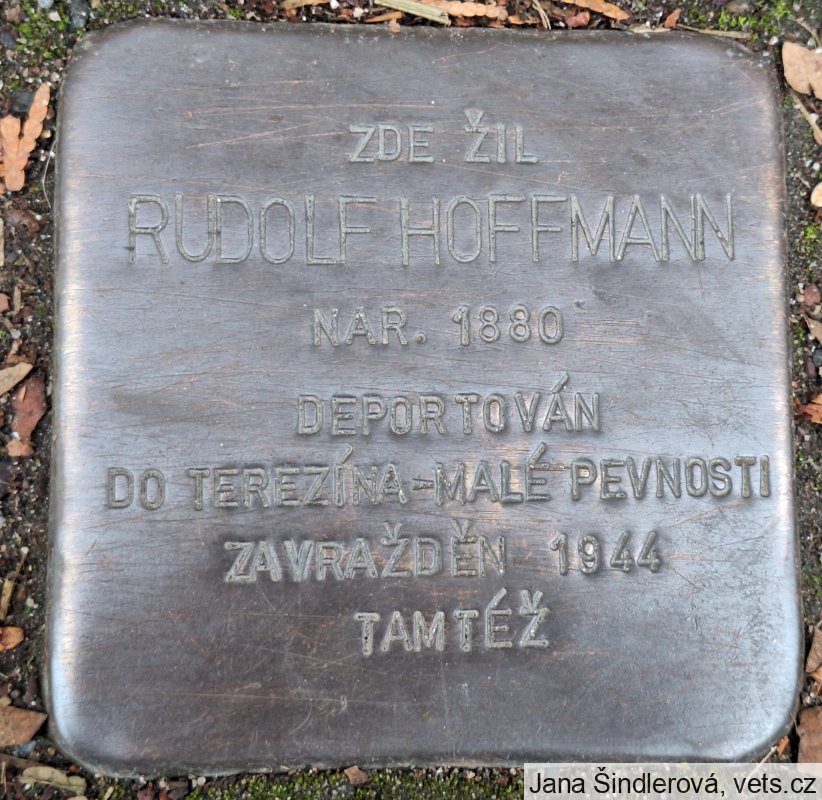 ZDE ŽIL
RUDOLF HOFFMANN
NAR. 1880
DEPORTOVÁN
DO TEREZÍNA-MALÉ PEVNOSTI
ZAVRAŽDĚN 1944
TAMTÉŽ
Jana Šindlerová, vets.cz